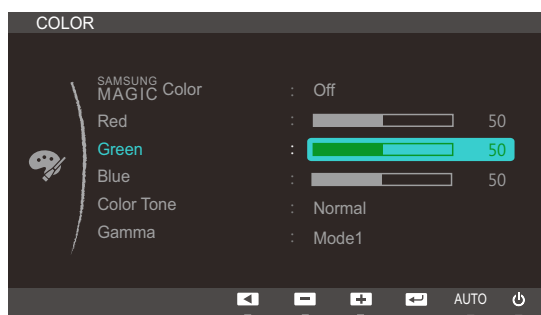 COLOR
SAMSUNG
MAGIC Color : Off
Red : 50
Green : 50
Blue : 50
Color Tone : Normal
Gamma : Mode1
AUTO